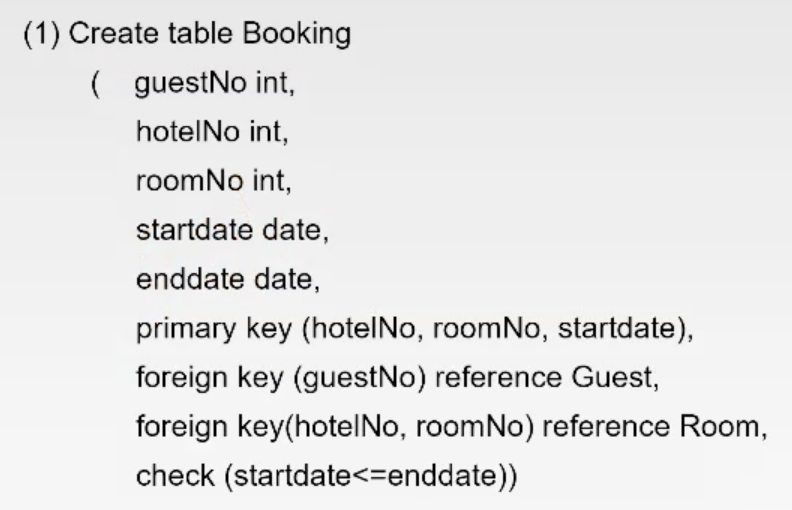 (1) Create table Booking
( guestNo int,
hotelNo int,
roomNo int,
startdate date,
enddate date,
primary key (hotelNo, roomNo, startdate),
foreign key (guestNo) reference Guest,
foreign key(hotelNo, roomNo) reference Room,
check (startdate<=enddate))